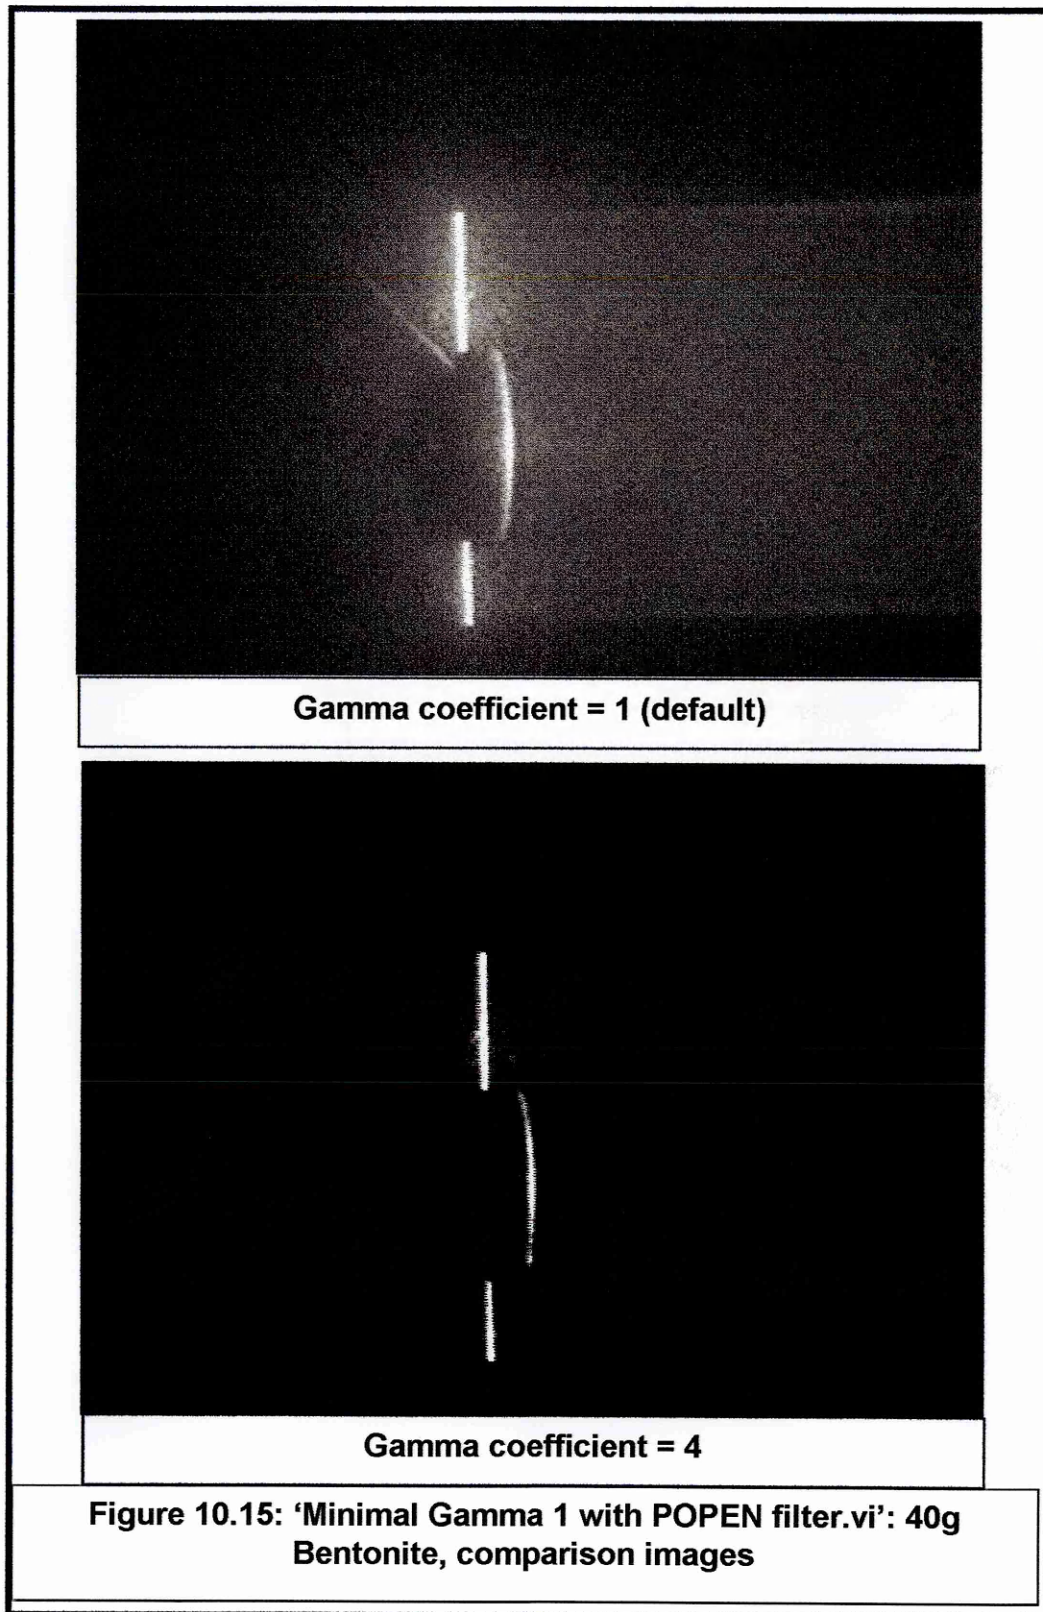 Gamma coefficient = 1 (default)
Gamma coefficient = 4
Figure 10.15: ‘Minimal Gamma 1 with POPEN filter.vi’: 40g
Bentonite, comparison images